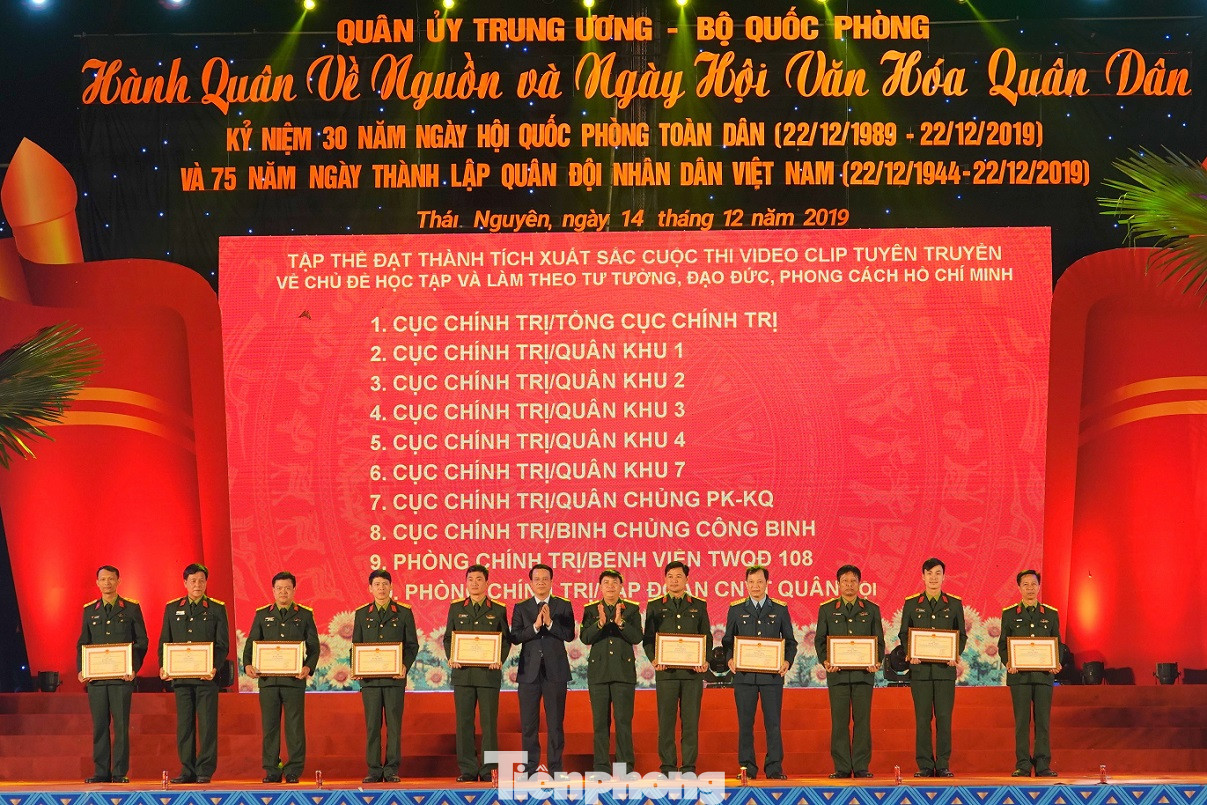 QUÂN ỦY TRUNG ƯƠNG - BỘ QUỐC PHÒNG
Hành Quân Về Nguồn và Ngày Hội Văn Hóa Quân Dân
KỶ NIỆM 30 NĂM NGÀY HỘI QUỐC PHÒNG TOÀN DÂN (22/12/1989 - 22/12/2019)
VÀ 75 NĂM NGÀY THÀNH LẬP QUÂN ĐỘI NHÂN DÂN VIỆT NAM (22/12/1944-22/12/2019)
Thái Nguyên, ngày 14 tháng 12 năm 2019
TẬP THỂ ĐẠT THÀNH TÍCH XUẤT SẮC CUỘC THI VIDEO CLIP TUYÊN TRUYỀN
VỀ CHỦ ĐỀ HỌC TẬP VÀ LÀM THEO TƯ TƯỞNG, ĐẠO ĐỨC, PHONG CÁCH HỒ CHÍ MINH
1. CỤC CHÍNH TRỊ/TỔNG CỤC CHÍNH TRỊ
2. CỤC CHÍNH TRỊ/QUÂN KHU 1
3. CỤC CHÍNH TRỊ/QUÂN KHU 2
4. CỤC CHÍNH TRỊ/QUÂN KHU 3
5. CỤC CHÍNH TRỊ/QUÂN KHU 4
6. CỤC CHÍNH TRỊ/QUÂN KHU 7
7. CỤC CHÍNH TRỊ/QUÂN CHỦNG PK-KQ
8. CỤC CHÍNH TRỊ/BINH CHỦNG CÔNG BINH
9. PHÒNG CHÍNH TRỊ/BỆNH VIỆN TWQĐ 108
PHÒNG CHÍNH TRỊ/TẬP ĐOÀN QUÂN ĐỘI
Tienphong